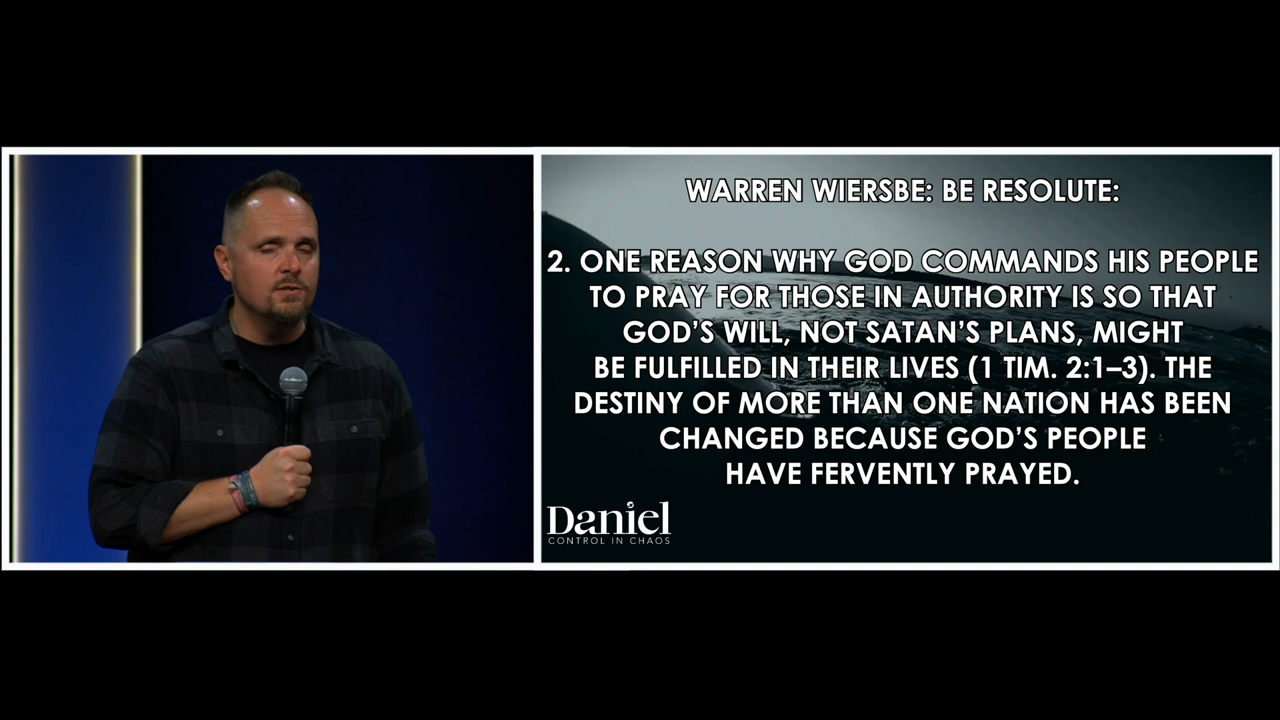 WARREN WIERSBE: BE RESOLUTE:
2. ONE REASON WHY GOD COMMANDS HIS PEOPLE
TO PRAY FOR THOSE IN AUTHORITY IS SO THAT
GOD'S WILL, NOT SATAN'S PLANS, MIGHT
BE FULFILLED IN THEIR LIVES (1 TIM. 2:1–3). THE
DESTINY OF MORE THAN ONE NATION HAS BEEN
CHANGED BECAUSE GOD'S PEOPLE
HAVE FERVENTLY PRAYED.
Daniel
CONTROL IN CHAOS